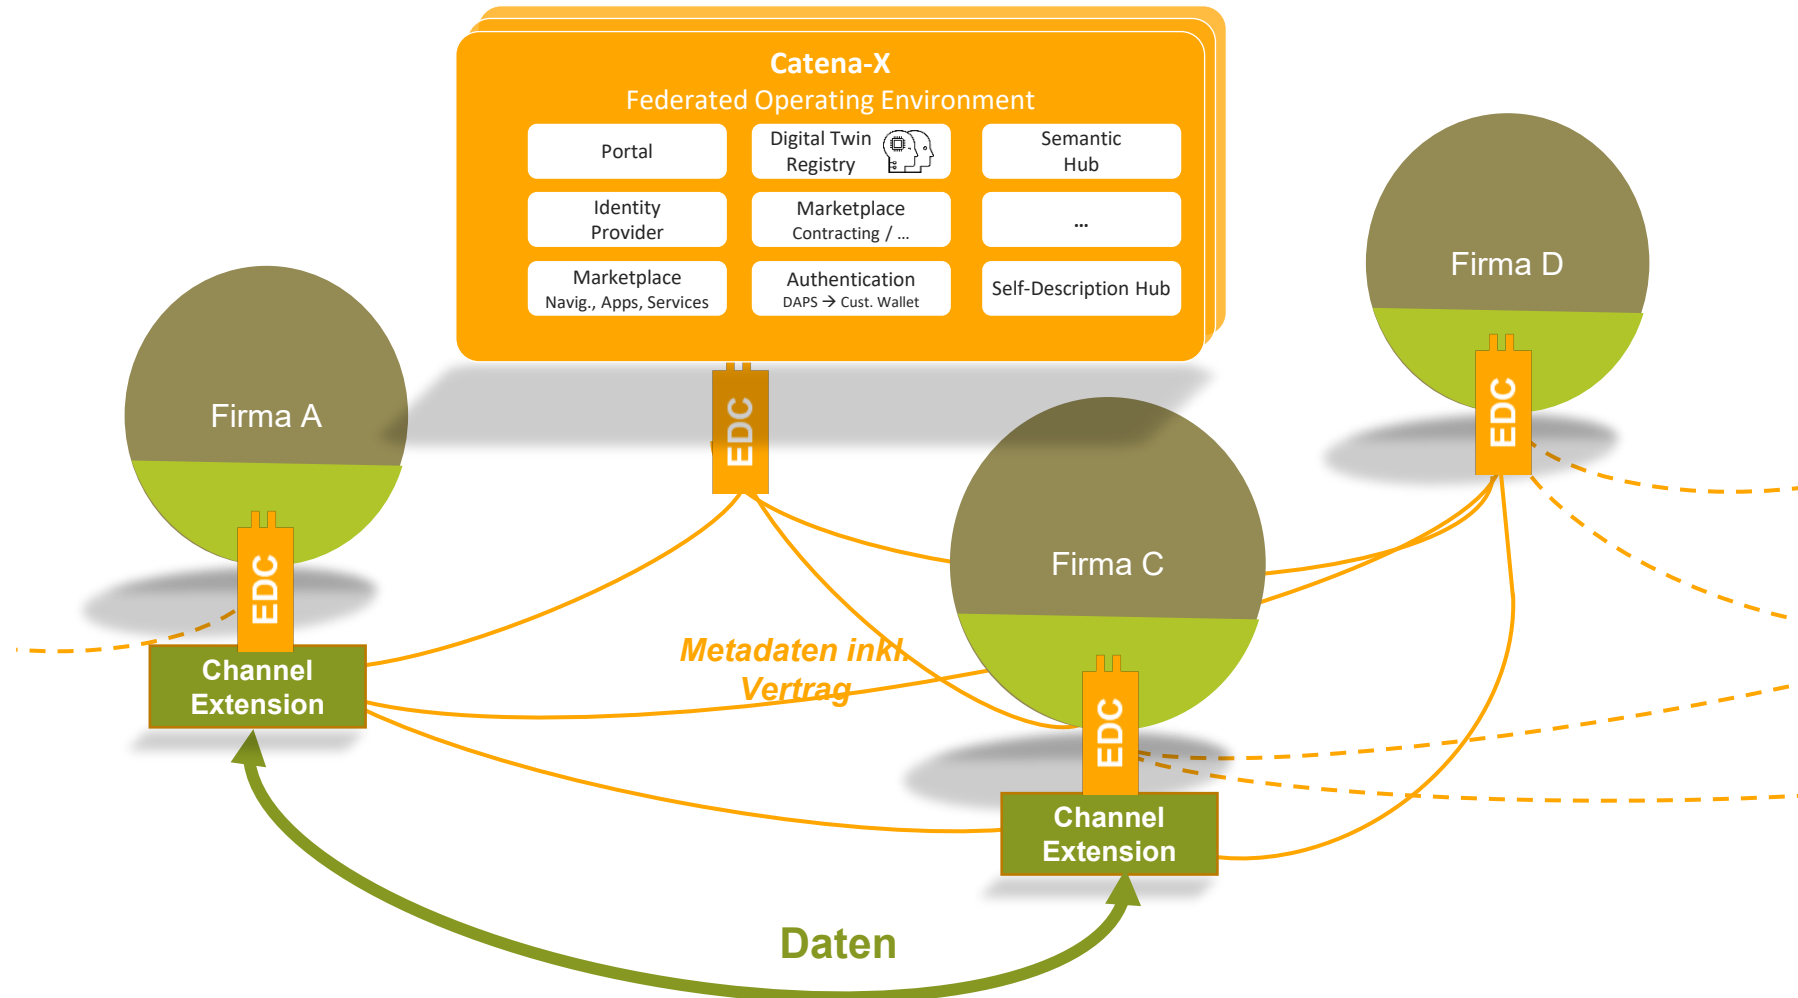 Catena-X
Federated Operating Environment
Portal
Digital Twin
Registry
Semantic
Hub
Identity
Provider
Marketplace
Contracting / ...
...
Marketplace
Navig., Apps, Services
Authentication
DAPS → Cust. Wallet
Self-Description Hub
Firma A
EDC
Channel
Extension
EDC
Firma C
EDC
Channel
Extension
Firma D
EDC
Metadaten inkl.
Vertrag
Daten